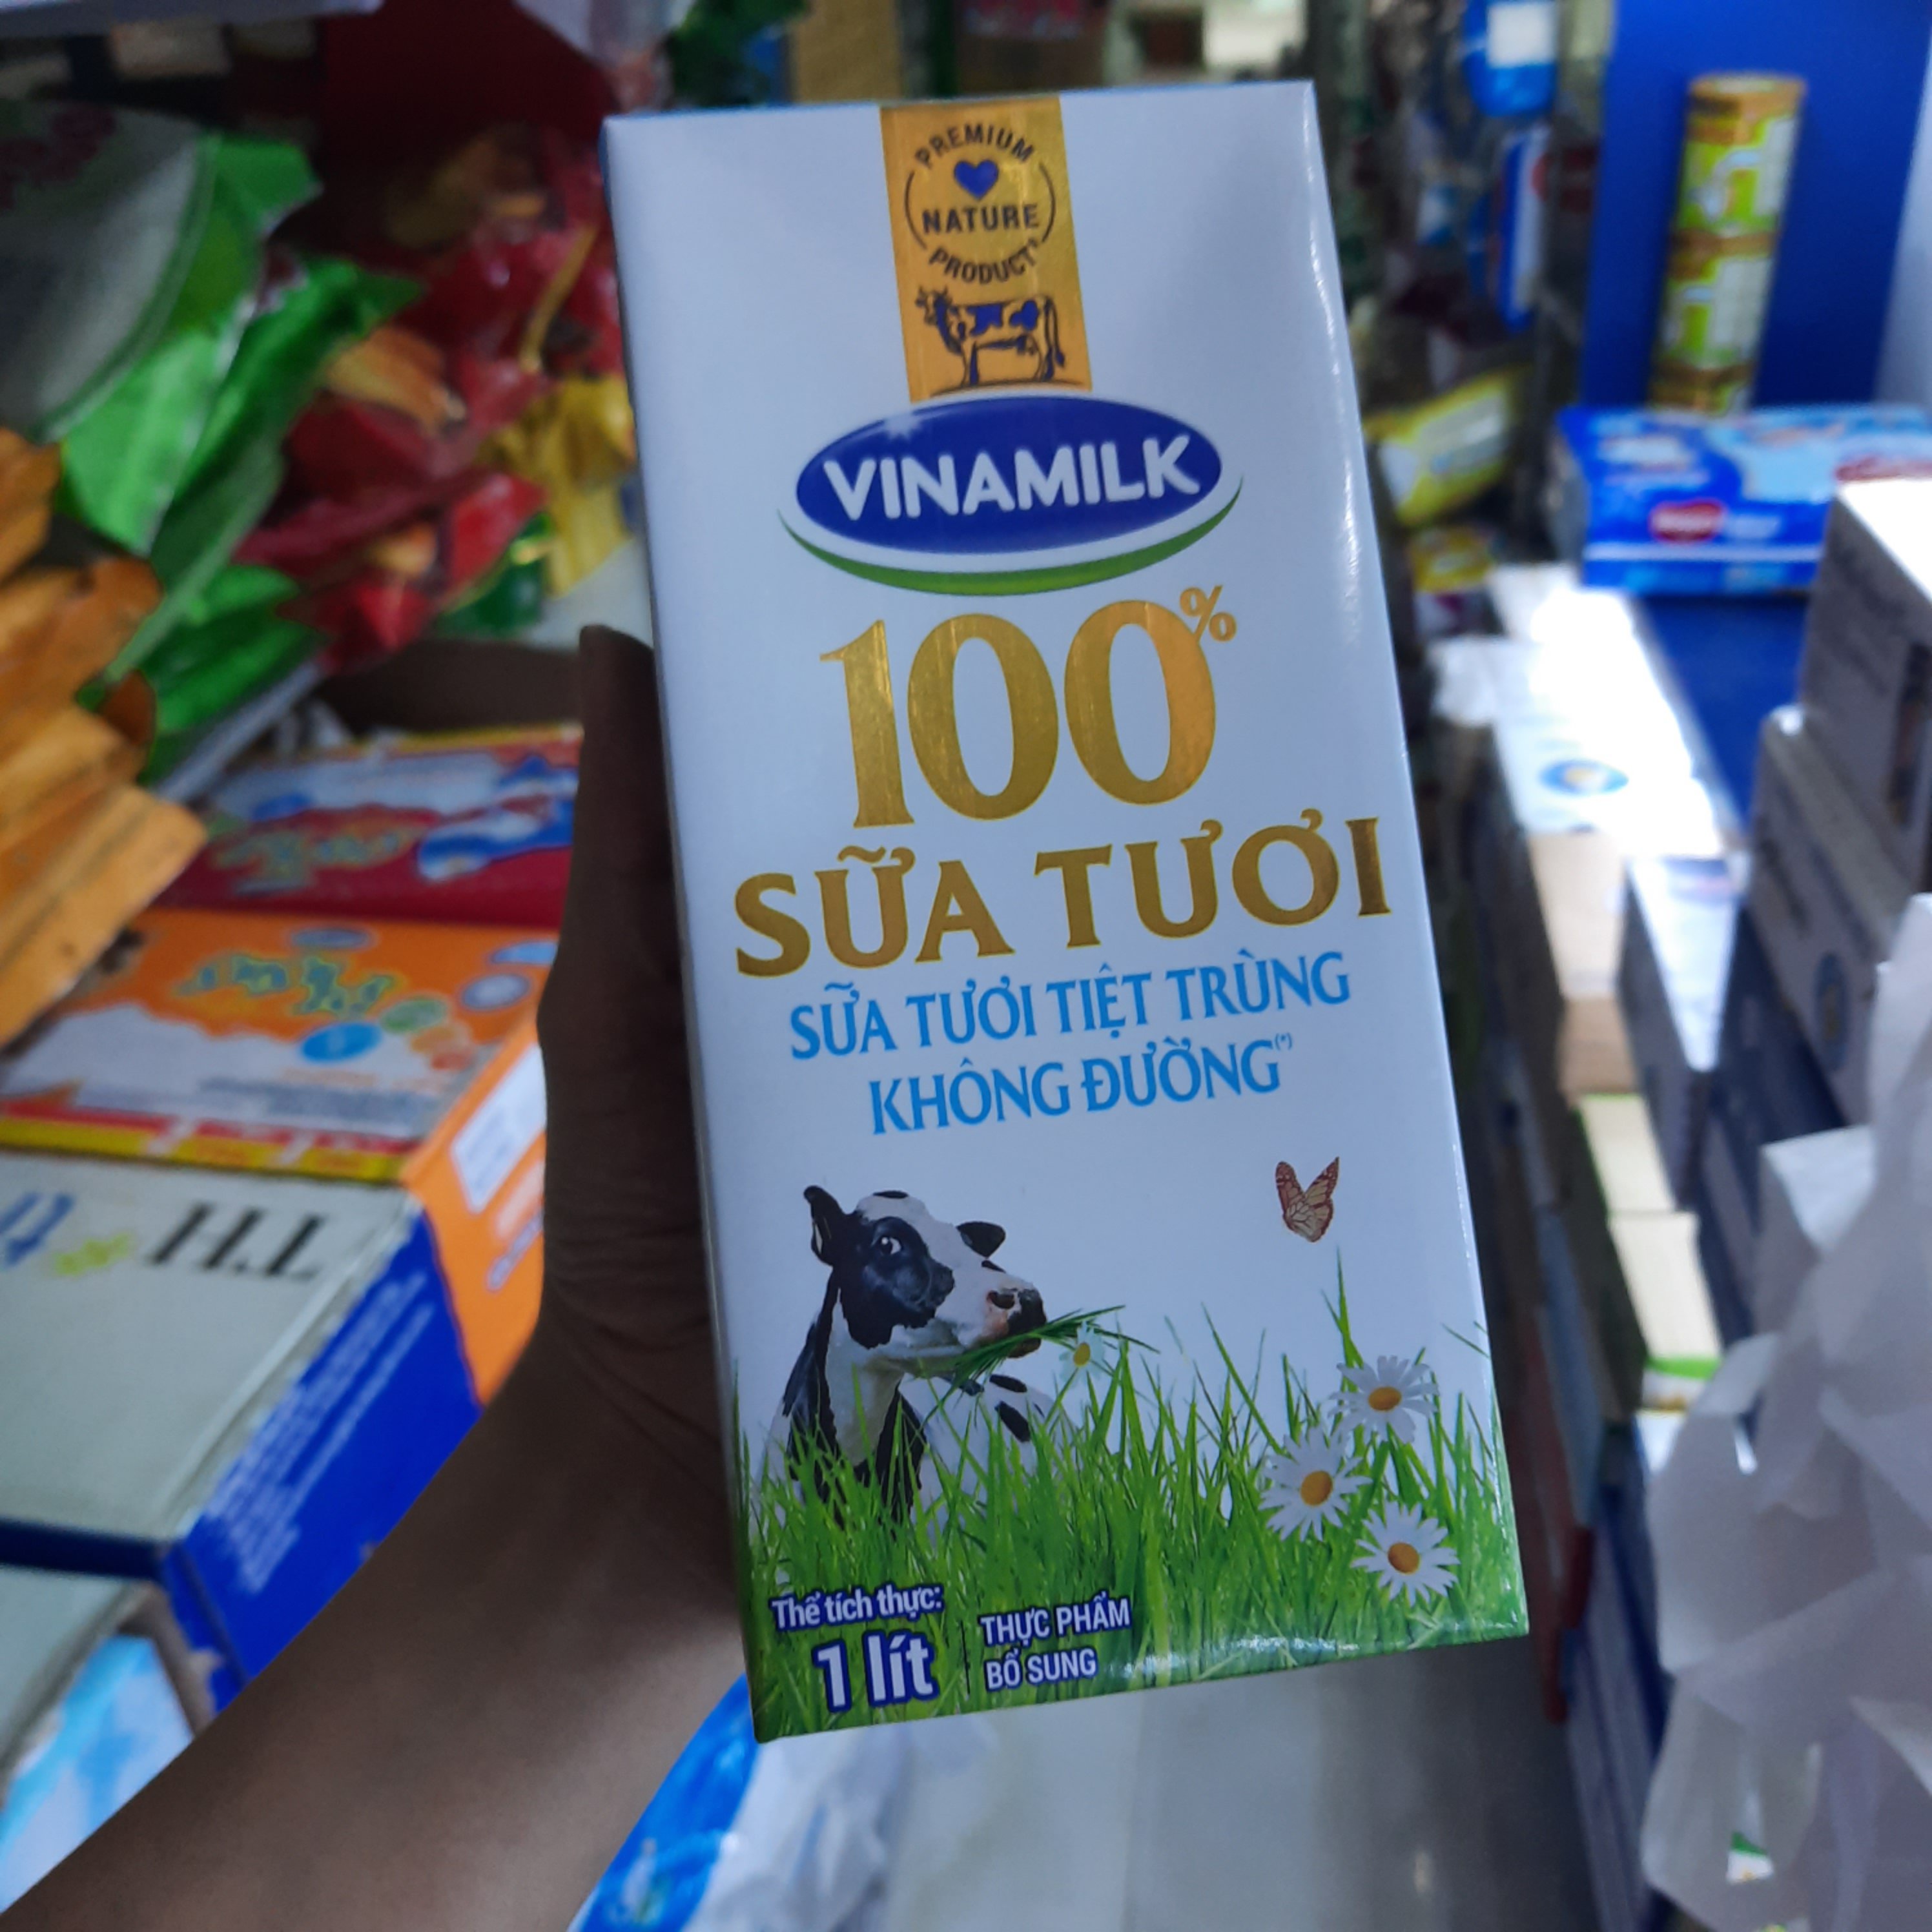 PREMIUM
NATURE
PRODUCT
VINAMILK
100%
SỮA TƯƠI
SỮA TƯƠI TIỆT TRÙNG
KHÔNG ĐƯỜNG(*)
Thể tích thực:
1 lít
THỰC PHẨM
BỔ SUNG
H.L